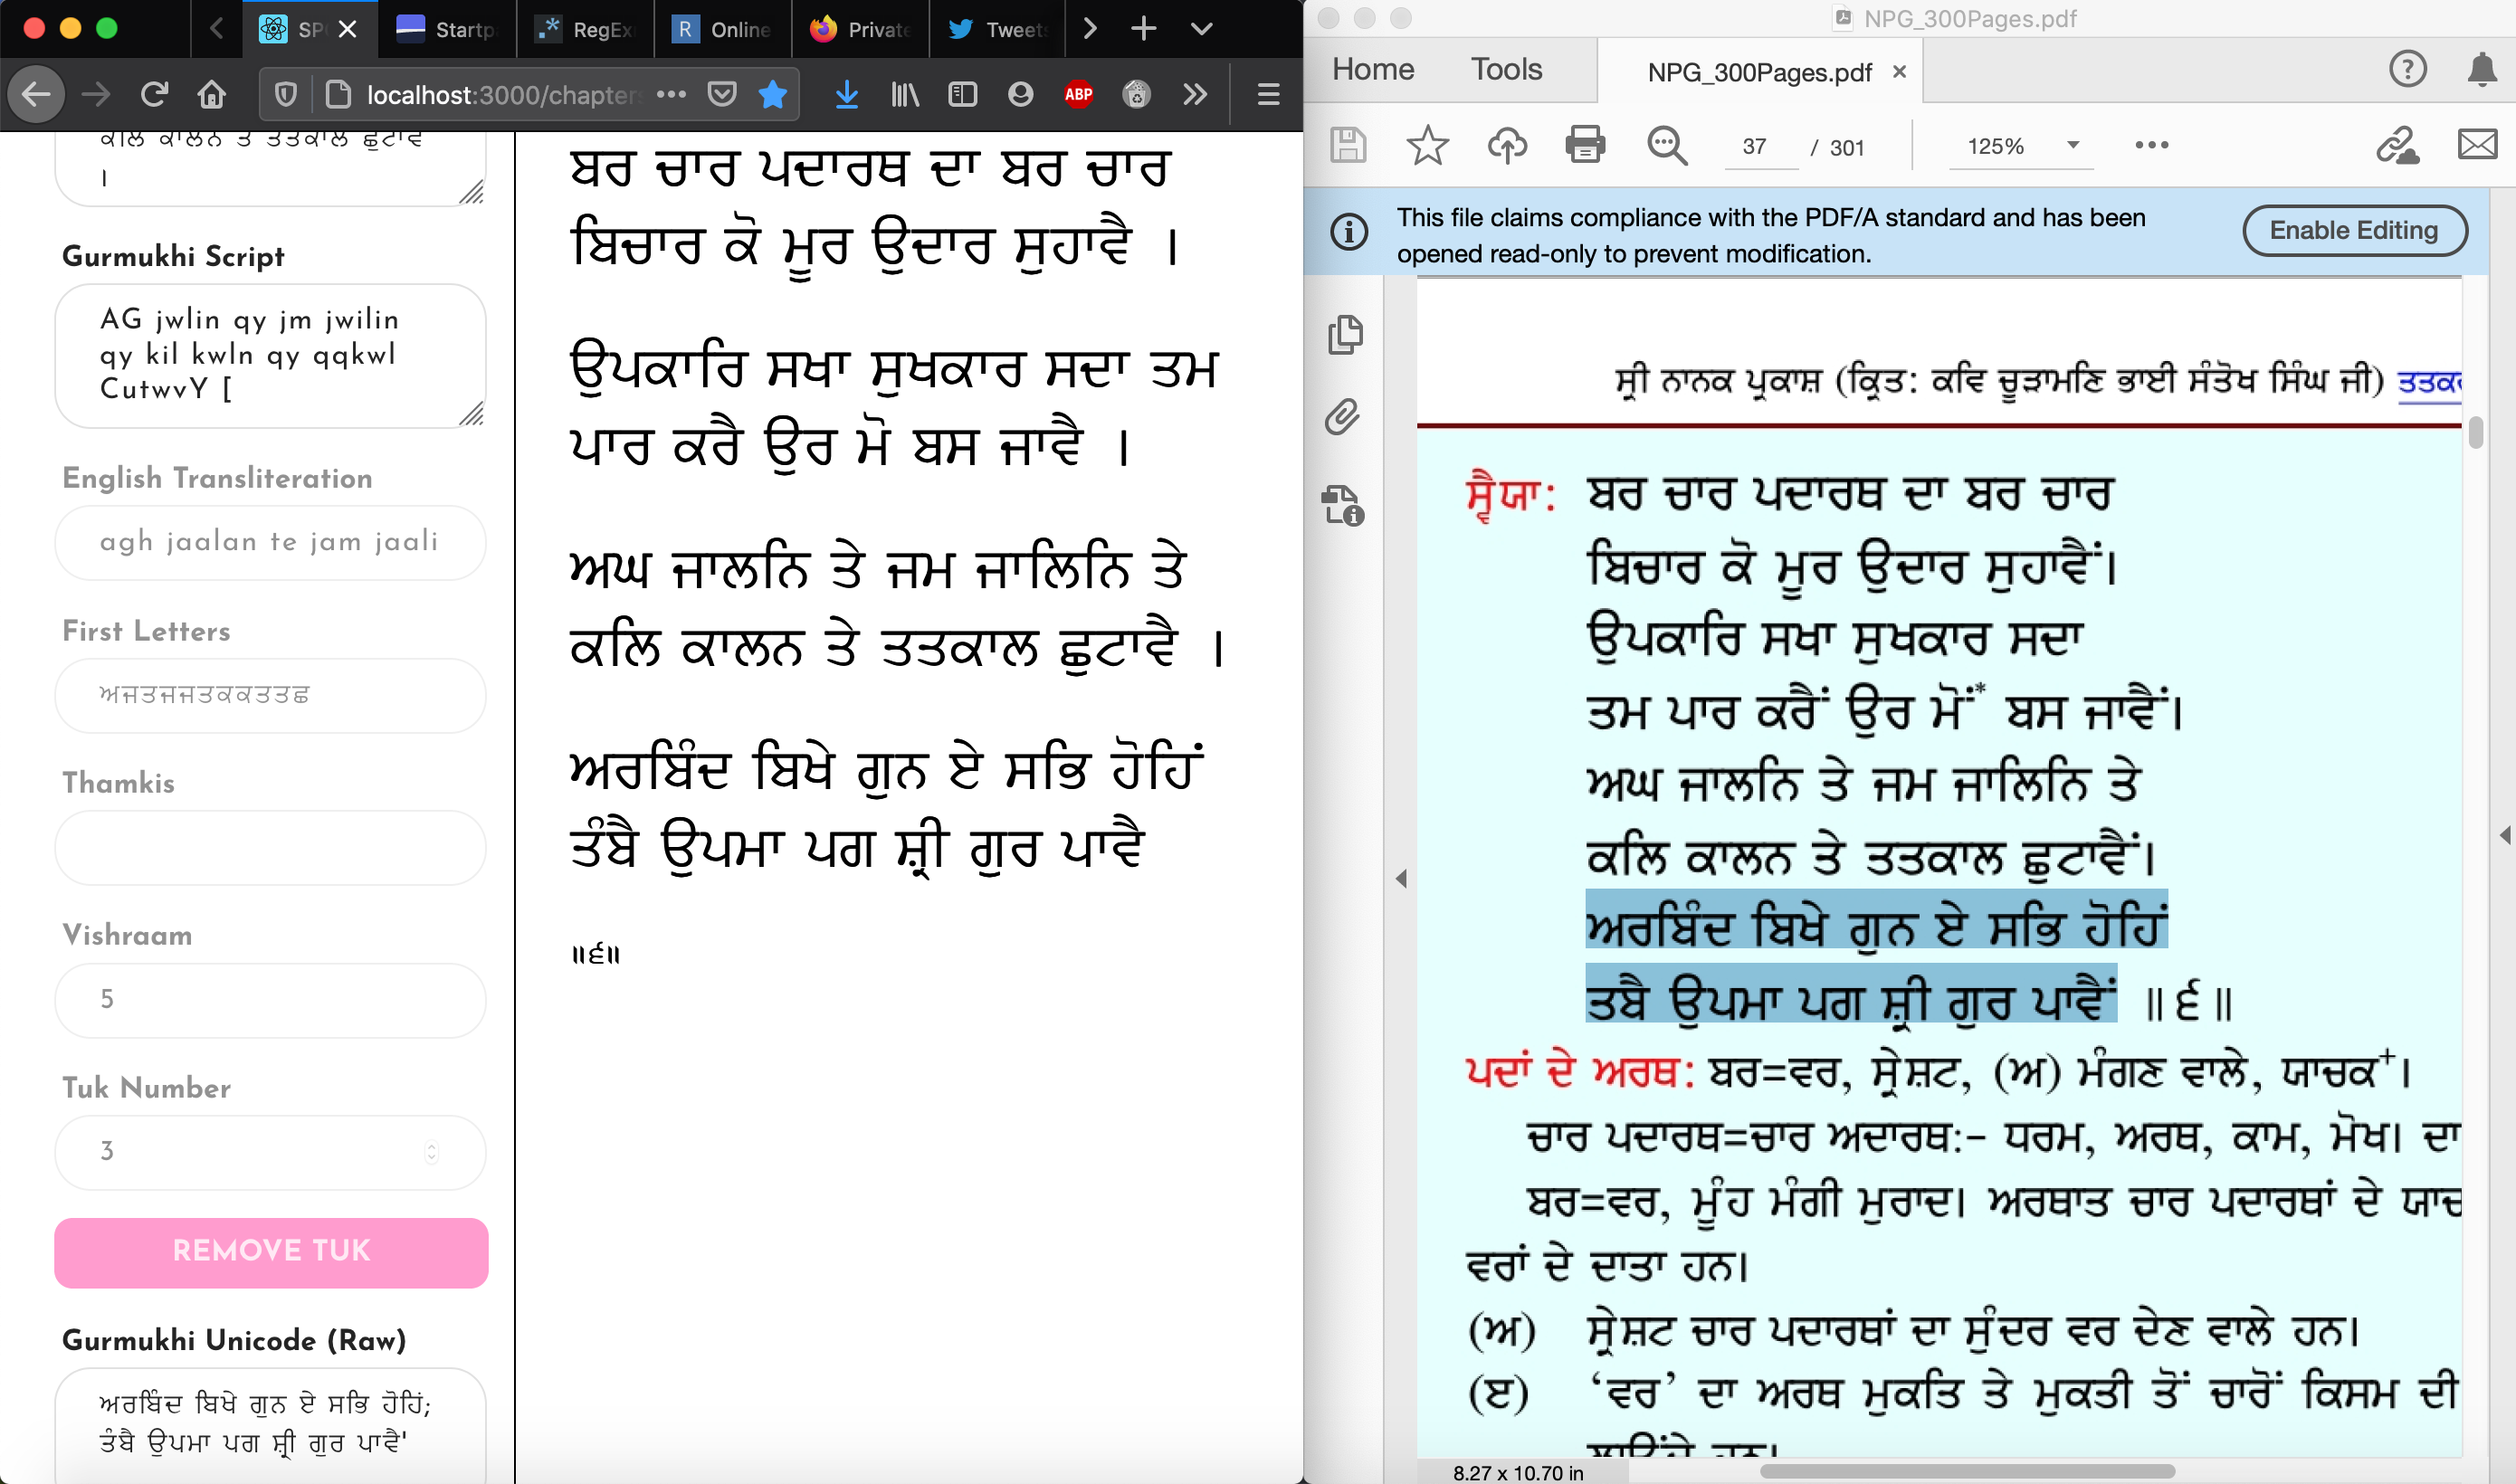 SP
Startp
RegEx
Online
Private
Tweets
localhost:3000/chapters
ABP
ਕਲਿ ਕਾਲਨ ਤੇ ਤਤਕਾਲ ਛੁਟਾਵੈ
।
Gurmukhi Script
AG jwlin qy jm jwilin
qy kil kwln qy qqkwl
CutwvY [
English Transliteration
agh jaalan te jam jaali
First Letters
ਅਜਤਜਜਤਕਕਤਤਛ
Thamkis
Vishraam
5
Tuk Number
3
REMOVE TUK
Gurmukhi Unicode (Raw)
ਅਰਬਿੰਦ ਬਿਖੇ ਗੁਨ ਏ ਸਭਿ ਹੋਹਿਂ;
ਤੰਬੈ ਉਪਮਾ ਪਗ ਸ਼੍ਰੀ ਗੁਰ ਪਾਵੈ'
ਬਰ ਚਾਰ ਪਦਾਰਥ ਦਾ ਬਰ ਚਾਰ
ਬਿਚਾਰ ਕੋ ਮੂਰ ਉਦਾਰ ਸੁਹਾਵੈ ।
ਉਪਕਾਰਿ ਸਖਾ ਸੁਖਕਾਰ ਸਦਾ ਤਮ
ਪਾਰ ਕਰੈ ਉਰ ਮੋ ਬਸ ਜਾਵੈ ।
ਅਘ ਜਾਲਨਿ ਤੇ ਜਮ ਜਾਲਿਨਿ ਤੇ
ਕਲਿ ਕਾਲਨ ਤੇ ਤਤਕਾਲ ਛੁਟਾਵੈ ।
ਅਰਬਿੰਦ ਬਿਖੇ ਗੁਨ ਏ ਸਭਿ ਹੋਹਿਂ
ਤੰਬੈ ਉਪਮਾ ਪਗ ਸ਼੍ਰੀ ਗੁਰ ਪਾਵੈ
॥੬॥
NPG_300Pages.pdf
Home Tools NPG_300Pages.pdf
37 / 301 125%
This file claims compliance with the PDF/A standard and has been
opened read-only to prevent modification.
Enable Editing
ਸ੍ਰੀ ਨਾਨਕ ਪ੍ਰਕਾਸ਼ (ਕ੍ਰਿਤ: ਕਵਿ ਚੂੜਾਮਣਿ ਭਾਈ ਸੰਤੋਖ ਸਿੰਘ ਜੀ)
ਸ੍ਵੈਯਾ: ਬਰ ਚਾਰ ਪਦਾਰਥ ਦਾ ਬਰ ਚਾਰ
ਬਿਚਾਰ ਕੋ ਮੂਰ ਉਦਾਰ ਸੁਹਾਵੈਂ।
ਉਪਕਾਰਿ ਸਖਾ ਸੁਖਕਾਰ ਸਦਾ
ਤਮ ਪਾਰ ਕਰੈਂ ਉਰ ਮੋਂ* ਬਸ ਜਾਵੈਂ।
ਅਘ ਜਾਲਨਿ ਤੇ ਜਮ ਜਾਲਿਨਿ ਤੇ
ਕਲਿ ਕਾਲਨ ਤੇ ਤਤਕਾਲ ਛੁਟਾਵੈਂ।
ਅਰਬਿੰਦ ਬਿਖੇ ਗੁਨ ਏ ਸਭਿ ਹੋਹਿਂ
ਤਬੈ ਉਪਮਾ ਪਗ ਸ਼੍ਰੀ ਗੁਰ ਪਾਵੈਂ ॥੬॥
ਪਦਾਂ ਦੇ ਅਰਥ: ਬਰ=ਵਰ, ਸ੍ਰੇਸ਼ਟ, (ਅ) ਮੰਗਣ ਵਾਲੇ, ਯਾਚਕ+।
ਚਾਰ ਪਦਾਰਥ=ਚਾਰ ਅਦਾਰਥ:– ਧਰਮ, ਅਰਥ, ਕਾਮ, ਮੋਖ। ਦਾ
ਬਰ=ਵਰ, ਮੂੰਹ ਮੰਗੀ ਮੁਰਾਦ। ਅਰਥਾਤ ਚਾਰ ਪਦਾਰਥਾਂ ਦੇ
ਵਰਾਂ ਦੇ ਦਾਤਾ ਹਨ।
(ਅ) ਸ੍ਰੇਸ਼ਟ ਚਾਰ ਪਦਾਰਥਾਂ ਦਾ ਸੁੰਦਰ ਵਰ ਦੇਣ ਵਾਲੇ ਹਨ।
(ੲ) ‘ਵਰ’ ਦਾ ਅਰਥ ਮੁਕਤਿ ਤੇ ਮੁਕਤੀ ਤੋਂ ਚਾਰੋਂ ਕਿਸਮ ਦੀ
8.27 x 10.70 in